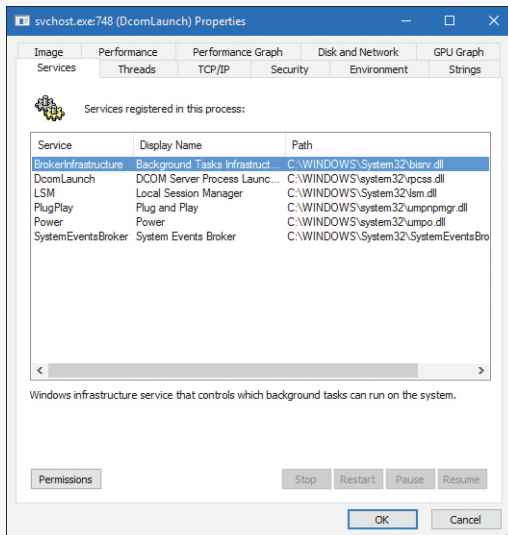 svchost.exe:748 (DcomLaunch) Properties
Image Performance Performance Graph Disk and Network GPU Graph
Services Threads TCP/IP Security Environment Strings
Services registered in this process:
Service Display Name Path
BrokerInfrastructure Background Tasks Infrastruct... C:\WINDOWS\System32\bisrv.dll
DcomLaunch DCOM Server Process Launc... C:\WINDOWS\system32\rpcss.dll
LSM Local Session Manager C:\WINDOWS\System32\lsm.dll
PlugPlay Plug and Play C:\WINDOWS\system32\umpnpmgr.dll
Power Power C:\WINDOWS\system32\umpo.dll
SystemEventsBroker System Events Broker C:\WINDOWS\System32\SystemEventsBro
Windows infrastructure service that controls which background tasks can run on the system.
Permissions Stop Restart Pause Resume
OK Cancel